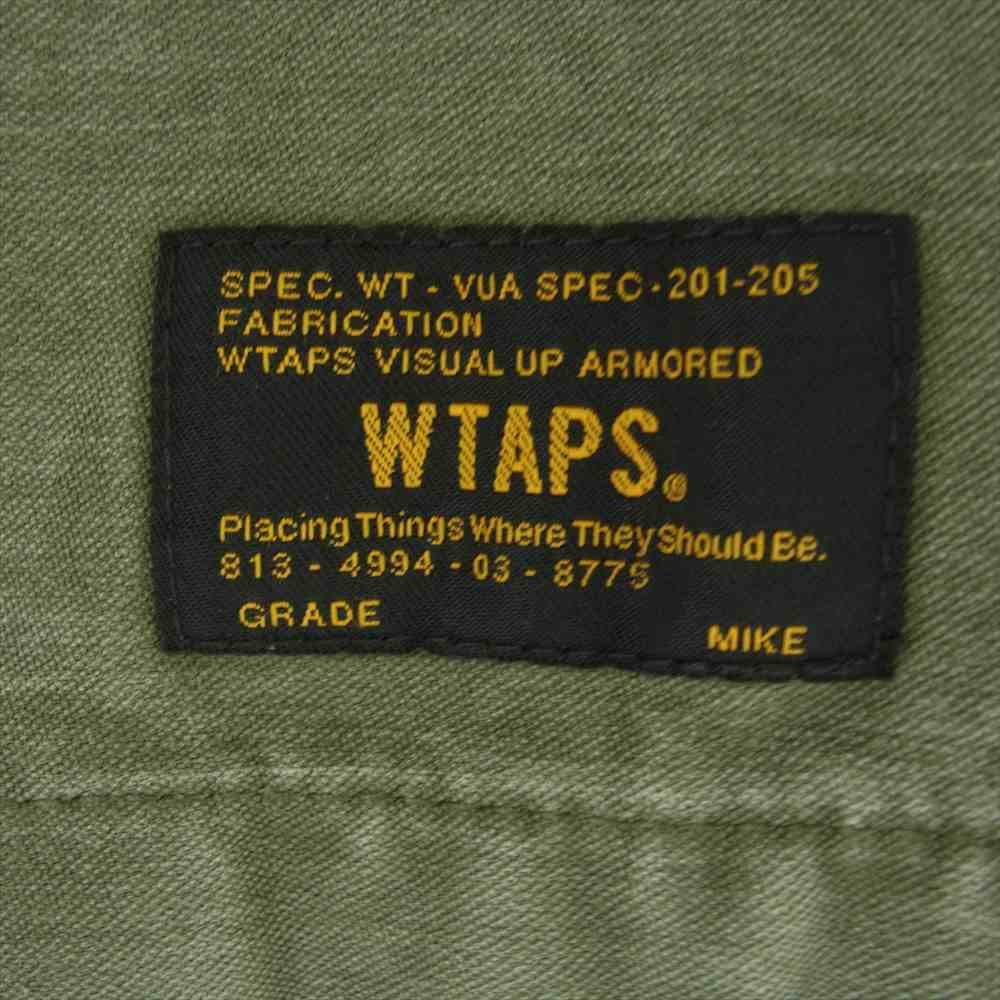 SPEC. WT - VUA SPEC-201-205
FABRICATION
WTAPS VISUAL UP ARMORED
WTAPS®
Placing Things Where They Should Be.
813 - 4994 - 03 - 8775
GRADE MIKE